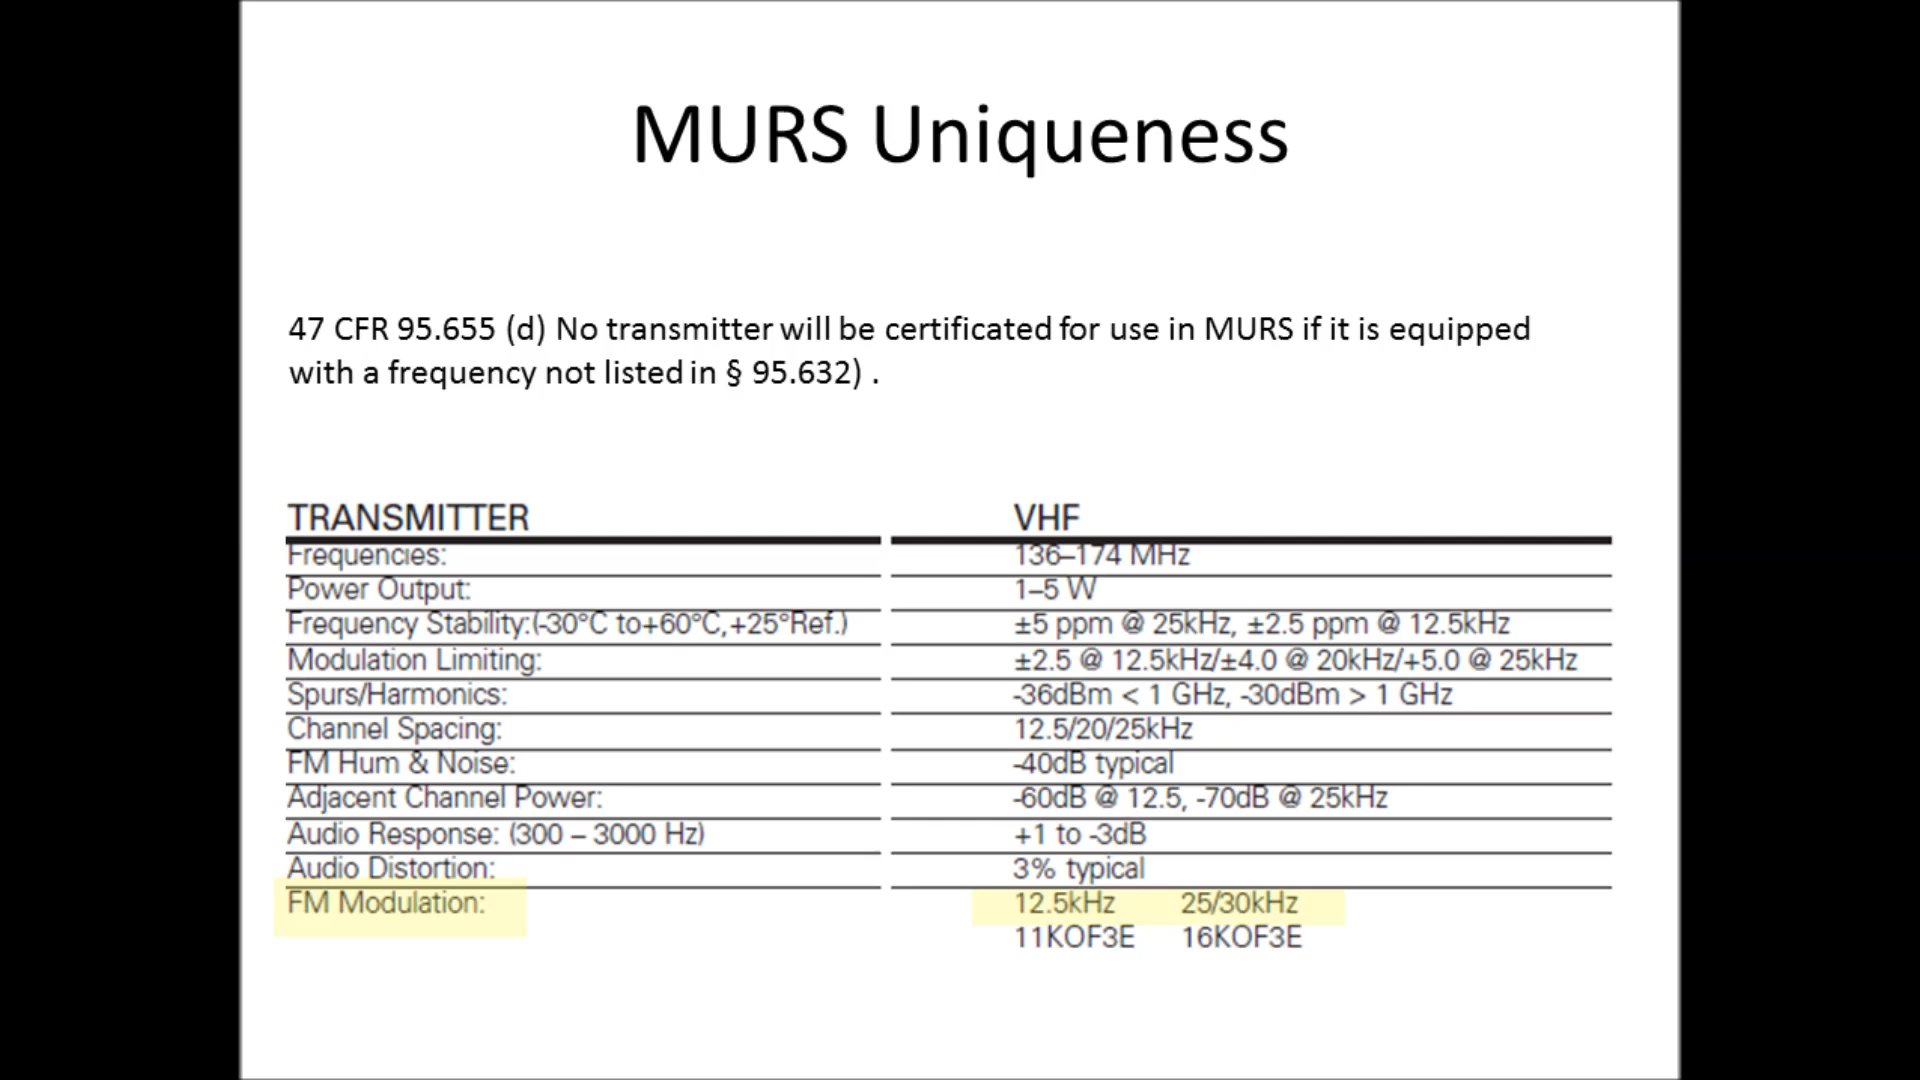 MURS Uniqueness
47 CFR 95.655 (d) No transmitter will be certificated for use in MURS if it is equipped
with a frequency not listed in § 95.632) .
TRANSMITTER VHF
Frequencies: 136–174 MHz
Power Output: 1–5 W
Frequency Stability:(-30°C to+60°C,+25°Ref.) ±5 ppm @ 25kHz, ±2.5 ppm @ 12.5kHz
Modulation Limiting: ±2.5 @ 12.5kHz/±4.0 @ 20kHz/+5.0 @ 25kHz
Spurs/Harmonics: -36dBm < 1 GHz, -30dBm > 1 GHz
Channel Spacing: 12.5/20/25kHz
FM Hum & Noise: -40dB typical
Adjacent Channel Power: -60dB @ 12.5, -70dB @ 25kHz
Audio Response: (300 – 3000 Hz) +1 to -3dB
Audio Distortion: 3% typical
FM Modulation: 12.5kHz 25/30kHz
11KOF3E 16KOF3E